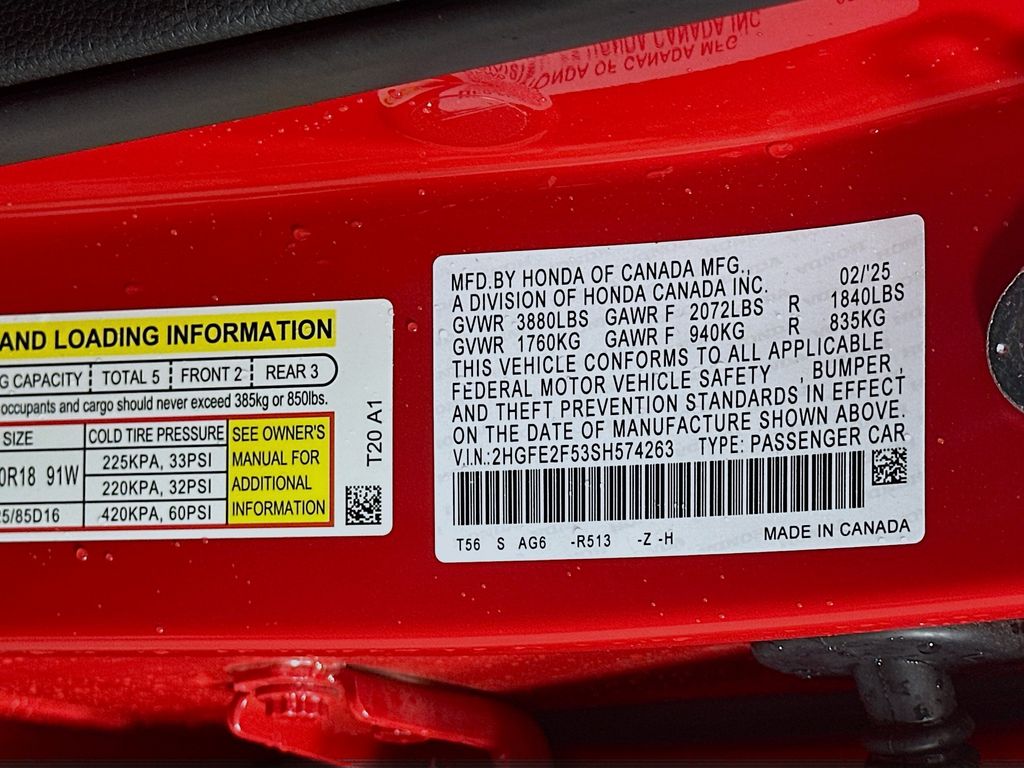 AND LOADING INFORMATION
G CAPACITY TOTAL 5 FRONT 2 REAR 3
occupants and cargo should never exceed 385kg or 850lbs.
SIZE COLD TIRE PRESSURE SEE OWNER'S
MANUAL FOR
ADDITIONAL
INFORMATION
0R18 91W 225KPA, 33PSI
220KPA, 32PSI
5/85D16 420KPA, 60PSI
T20 A1
MFD.BY HONDA OF CANADA MFG.,
A DIVISION OF HONDA CANADA INC. 02/'25
GVWR 3880LBS GAWR F 2072LBS R 1840LBS
GVWR 1760KG GAWR F 940KG R 835KG
THIS VEHICLE CONFORMS TO ALL APPLICABLE
FEDERAL MOTOR VEHICLE SAFETY , BUMPER ,
AND THEFT PREVENTION STANDARDS IN EFFECT
ON THE DATE OF MANUFACTURE SHOWN ABOVE.
V.I.N.:2HGFE2F53SH574263 TYPE: PASSENGER CAR
T56 S AG6 -R513 -Z -H MADE IN CANADA